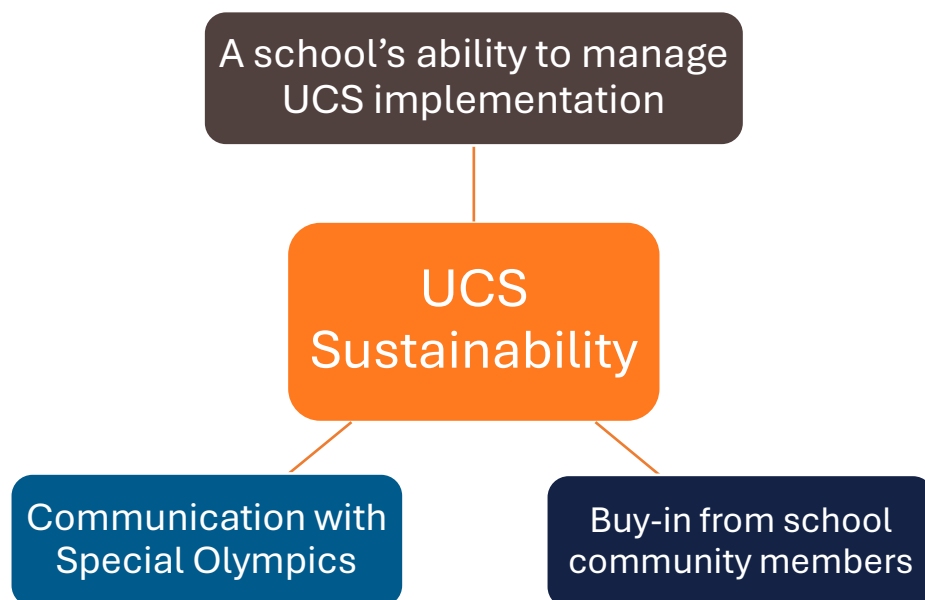 A school’s ability to manage
UCS implementation
UCS
Sustainability
Communication with
Special Olympics
Buy-in from school
community members